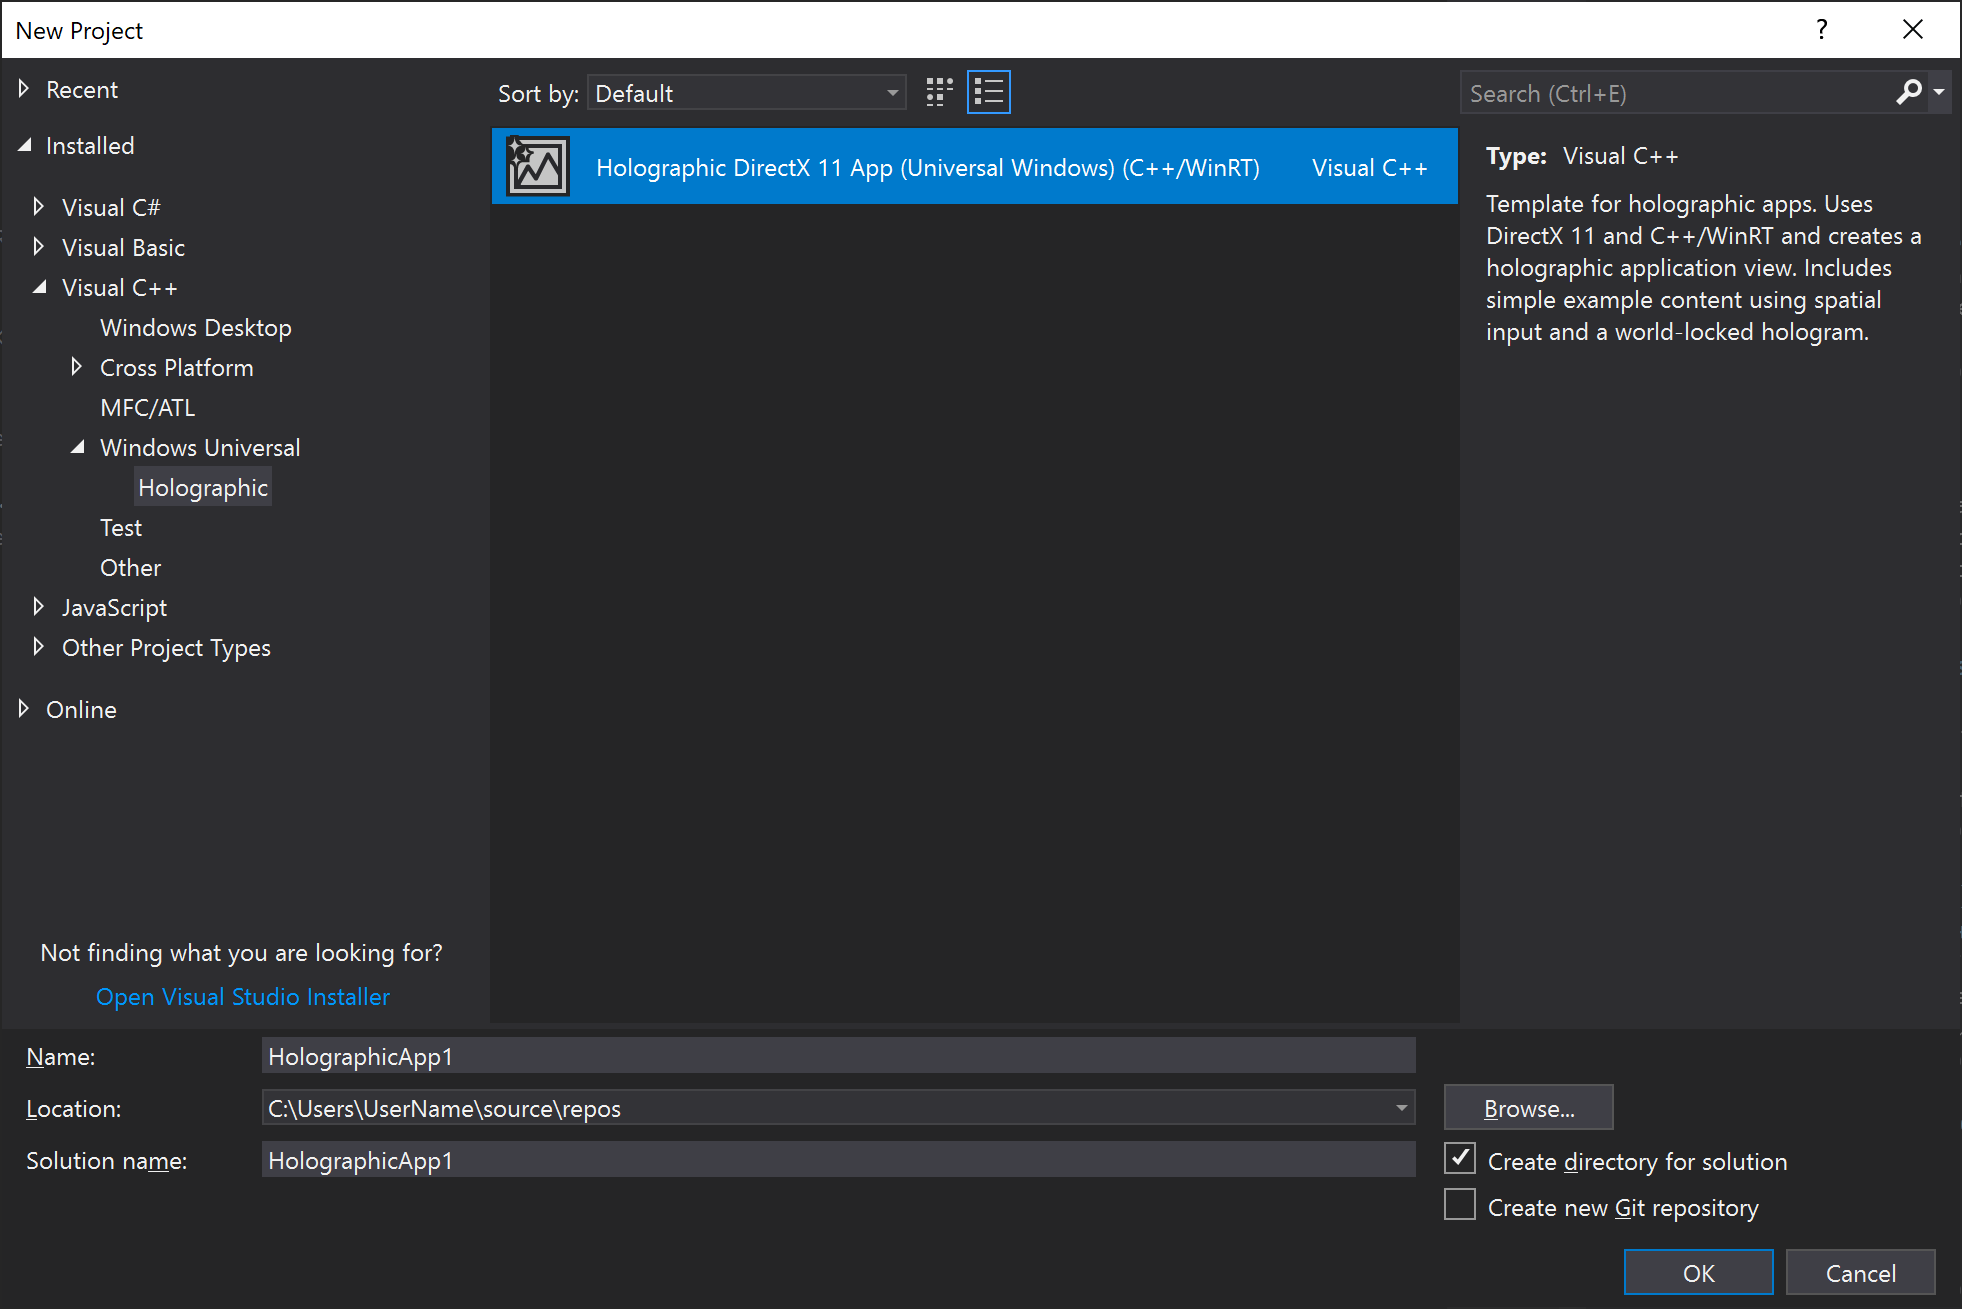 New Project
?
Recent
Installed
Visual C#
Visual Basic
Visual C++
Windows Desktop
Cross Platform
MFC/ATL
Windows Universal
Holographic
Test
Other
JavaScript
Other Project Types
Online
Not finding what you are looking for?
Open Visual Studio Installer
Sort by: Default
Holographic DirectX 11 App (Universal Windows) (C++/WinRT) Visual C++
Search (Ctrl+E)
Type: Visual C++
Template for holographic apps. Uses
DirectX 11 and C++/WinRT and creates a
holographic application view. Includes
simple example content using spatial
input and a world-locked hologram.
Name: HolographicApp1
Location: C:\Users\UserName\source\repos
Browse...
Solution name: HolographicApp1
Create directory for solution
Create new Git repository
OK Cancel